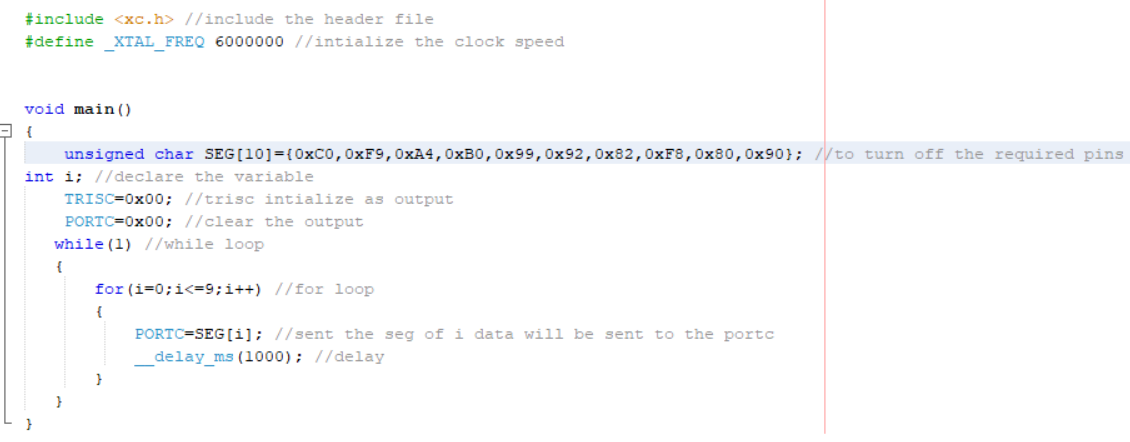 #include <xc.h> //include the header file
#define _XTAL_FREQ 6000000 //intialize the clock speed
void main()
{
unsigned char SEG[10]={0xC0,0xF9,0xA4,0xB0,0x99,0x92,0x82,0xF8,0x80,0x90}; //to turn off the required pins
int i; //declare the variable
TRISC=0x00; //trisc intialize as output
PORTC=0x00; //clear the output
while(1) //while loop
{
for(i=0;i<=9;i++) //for loop
{
PORTC=SEG[i]; //sent the seg of i data will be sent to the portc
__delay_ms(1000); //delay
}
}
}